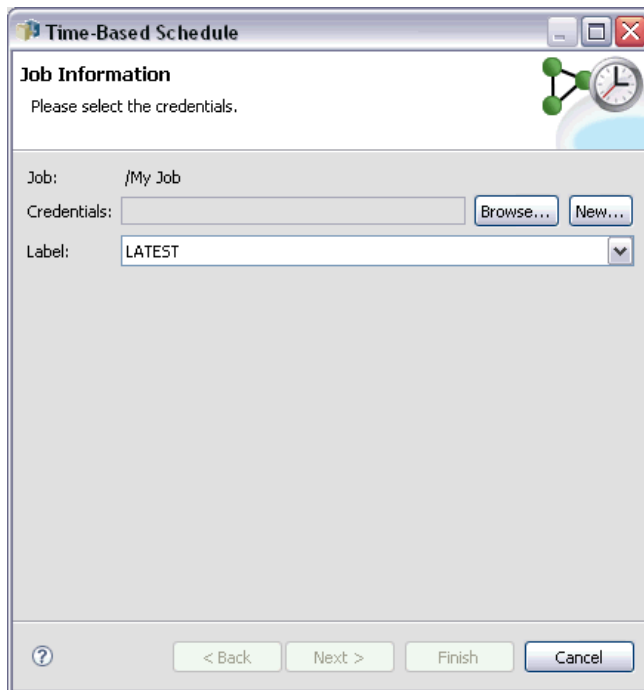 Time-Based Schedule
Job Information
Please select the credentials.
Job: /My Job
Credentials: Browse... New...
Label: LATEST
? < Back Next > Finish Cancel